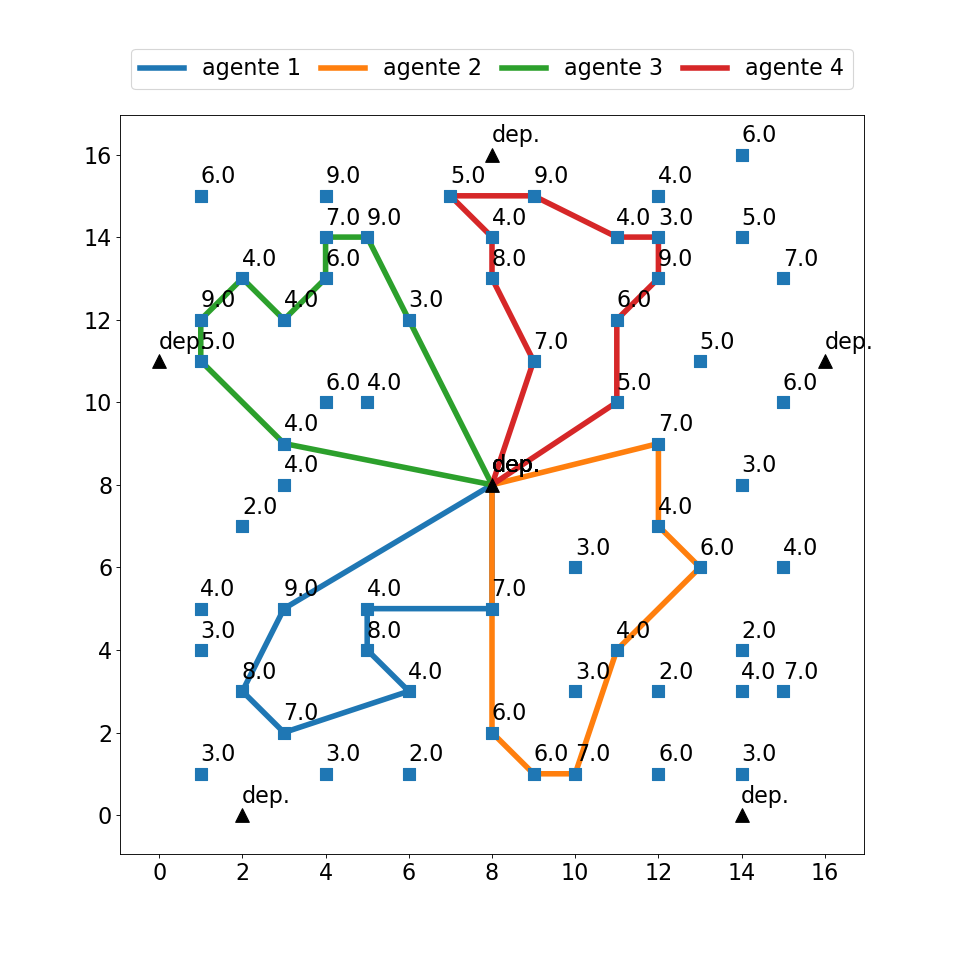 agente 1 agente 2 agente 3 agente 4
dep. 6.0
16
6.0 9.0 5.0 9.0 4.0
7.0 9.0 4.0 4.0 3.0 5.0
14
4.0 6.0 8.0 9.0 7.0
9.0 4.0 3.0 6.0
12
dep. 5.0 7.0 5.0 dep.
6.0 4.0 5.0 6.0
10
4.0 7.0
4.0 dep. 3.0
8
2.0 4.0
3.0 6.0 4.0
6
4.0 9.0 4.0 7.0
3.0 8.0 4.0 2.0
4
8.0 4.0 3.0 2.0 4.0 7.0
7.0 6.0
2
3.0 3.0 2.0 6.0 7.0 6.0 3.0
dep. dep.
0
0 2 4 6 8 10 12 14 16